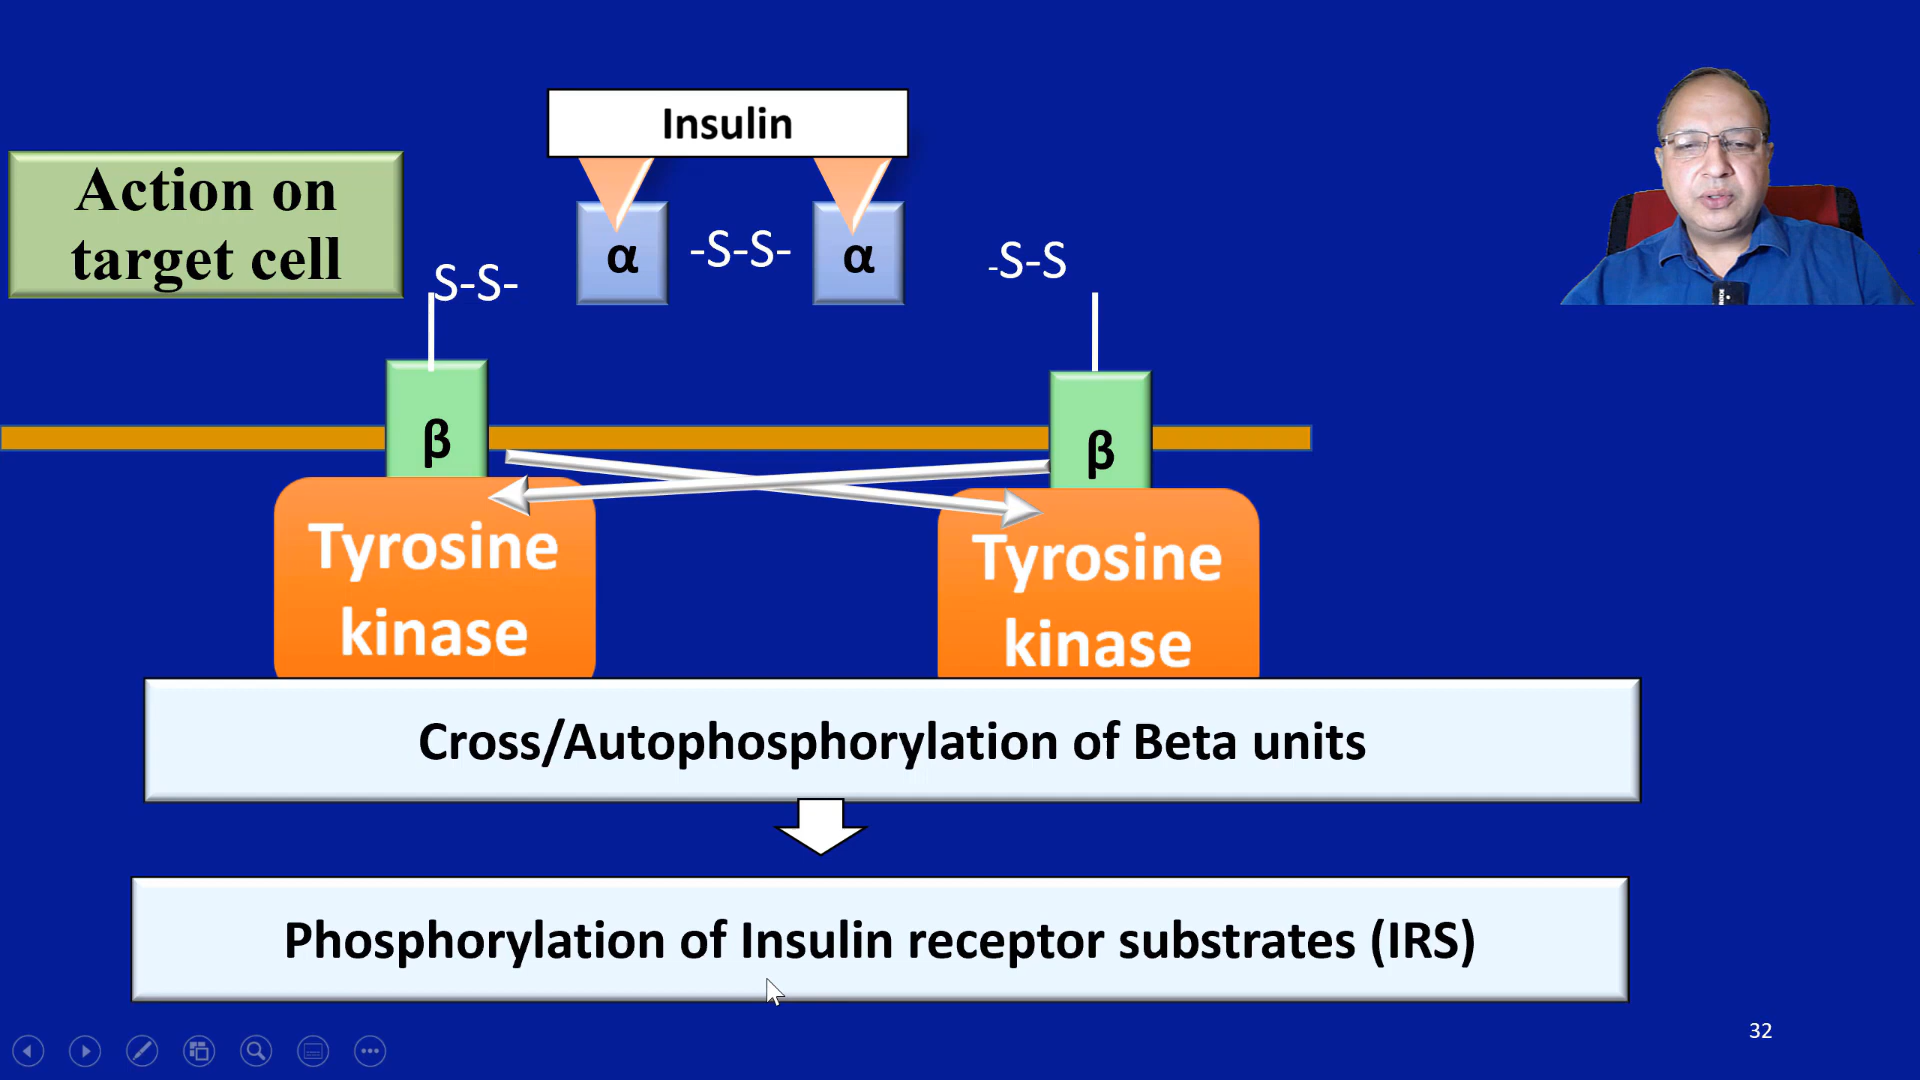 Insulin
Action on
target cell
S-S-
α
-S-S-
α
-S-S
β
β
Tyrosine
kinase
Tyrosine
kinase
Cross/Autophosphorylation of Beta units
Phosphorylation of Insulin receptor substrates (IRS)
32